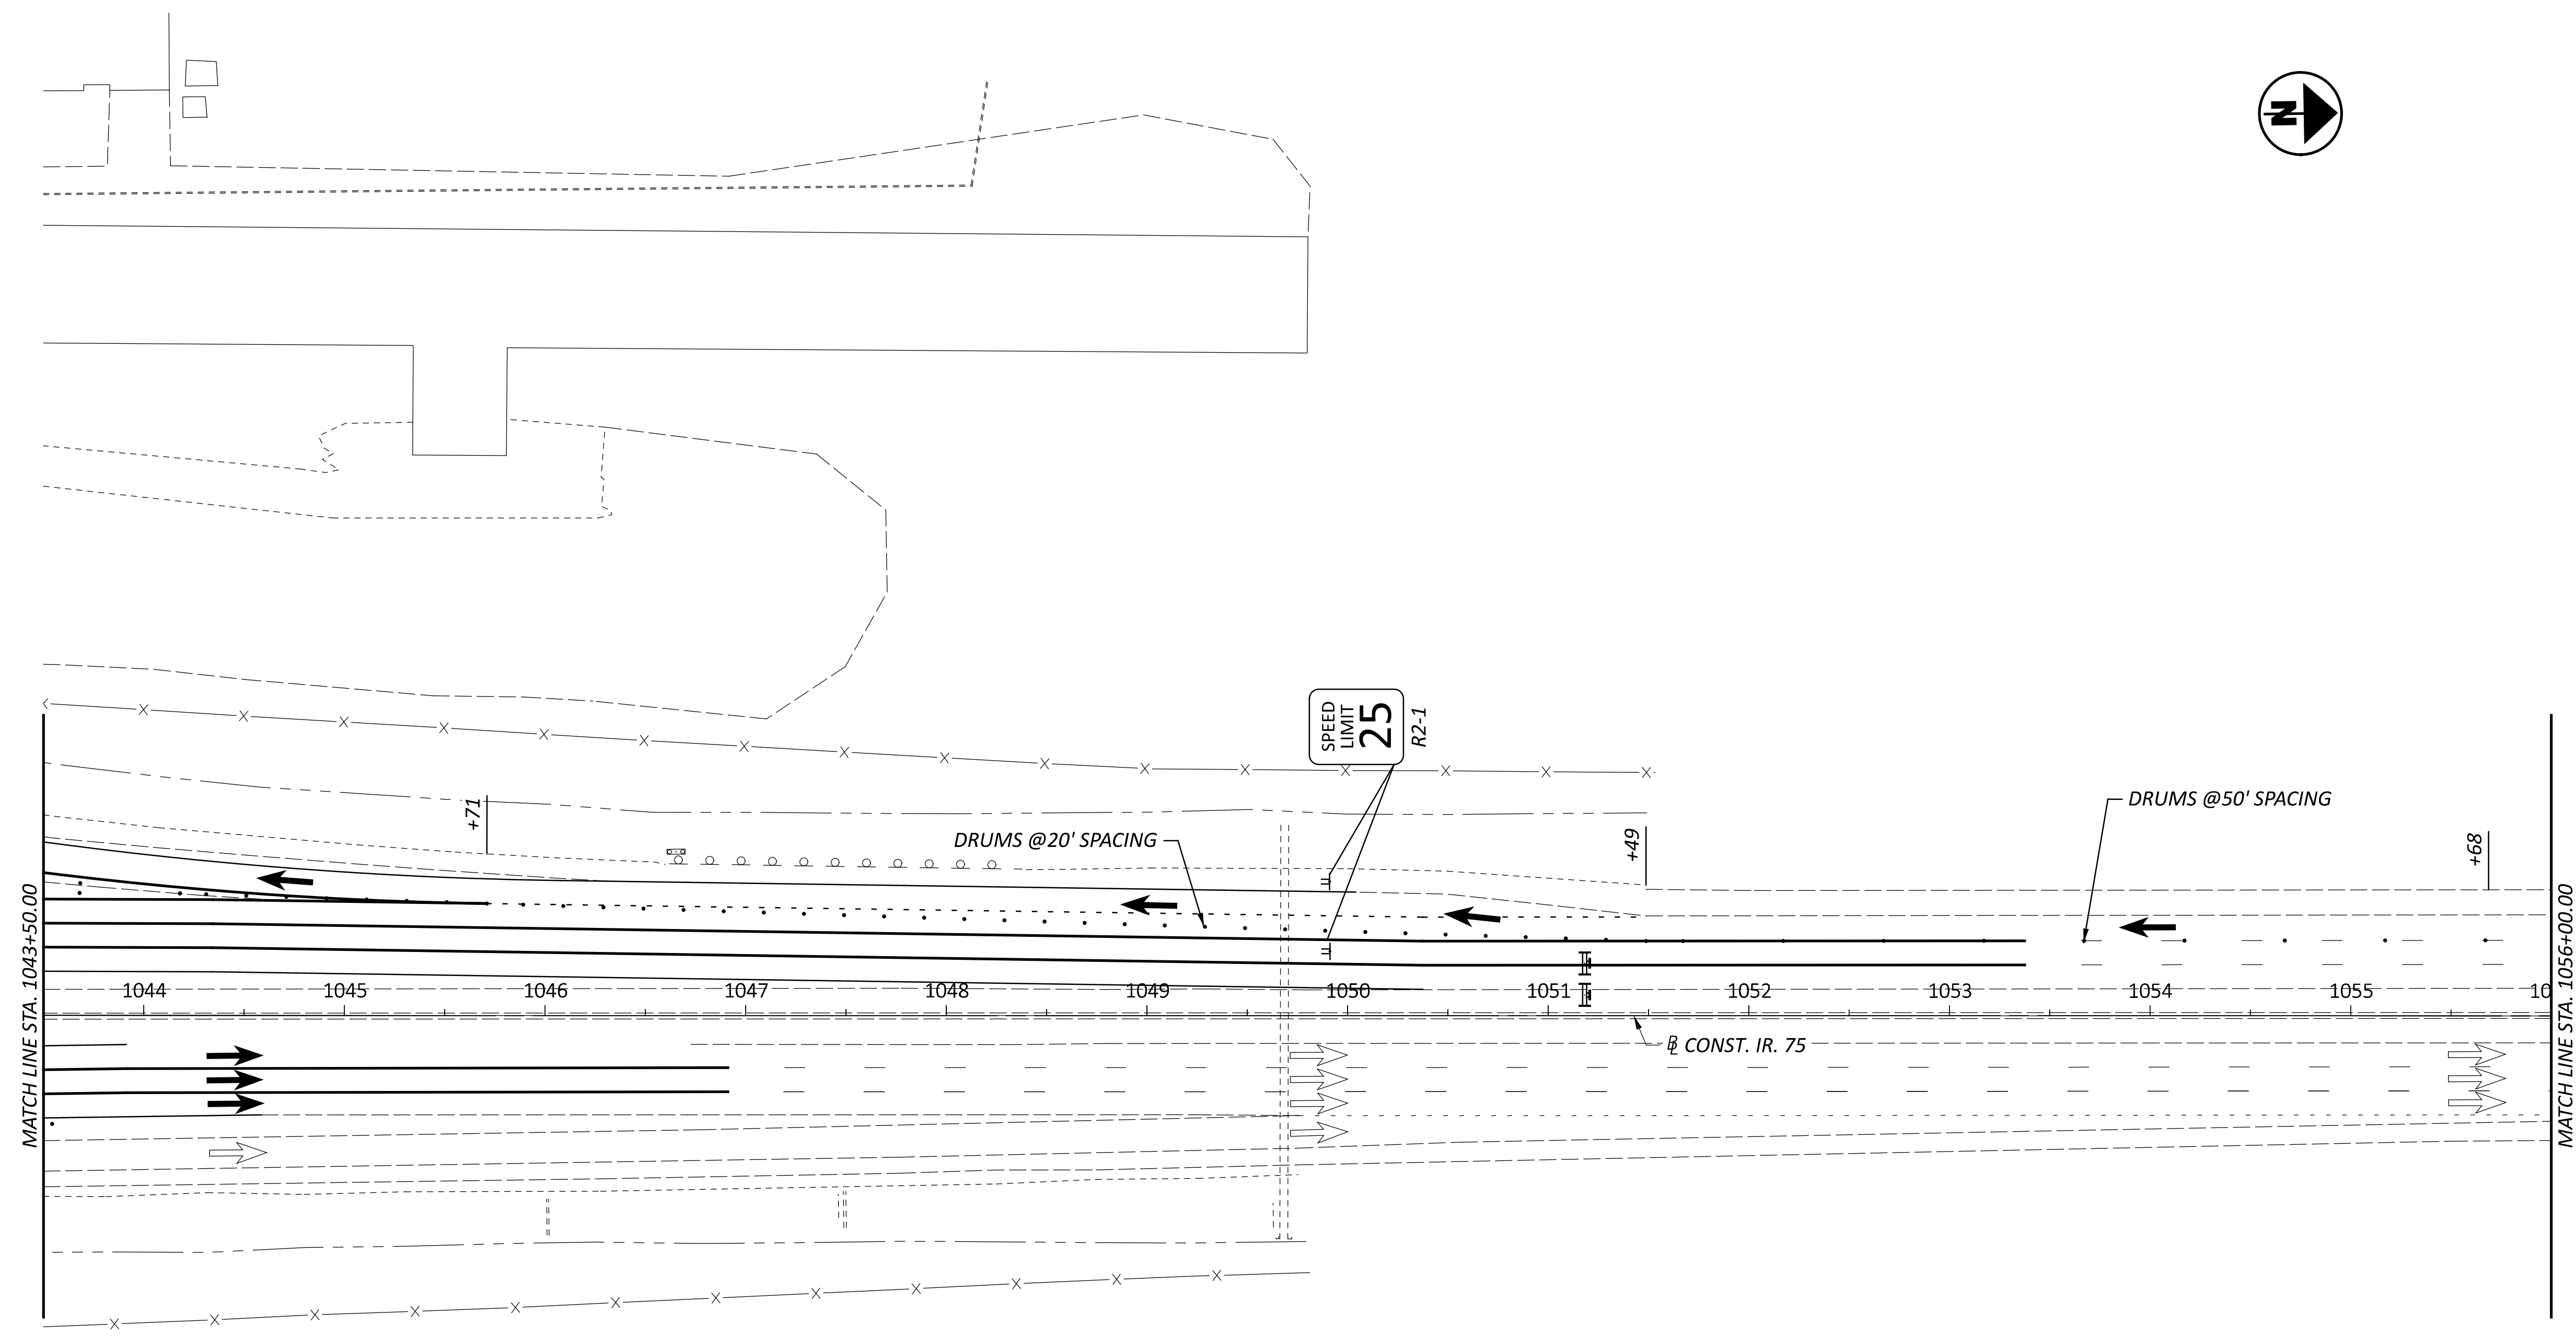 N
SPEED
LIMIT
25
R2-1
+71
DRUMS @20' SPACING
+49
DRUMS @50' SPACING
+68
MATCH LINE STA. 1043+50.00
1044
1045
1046
1047
1048
1049
1050
1051
1052
1053
1054
1055
10
MATCH LINE STA. 1056+00.00
℄ CONST. IR. 75